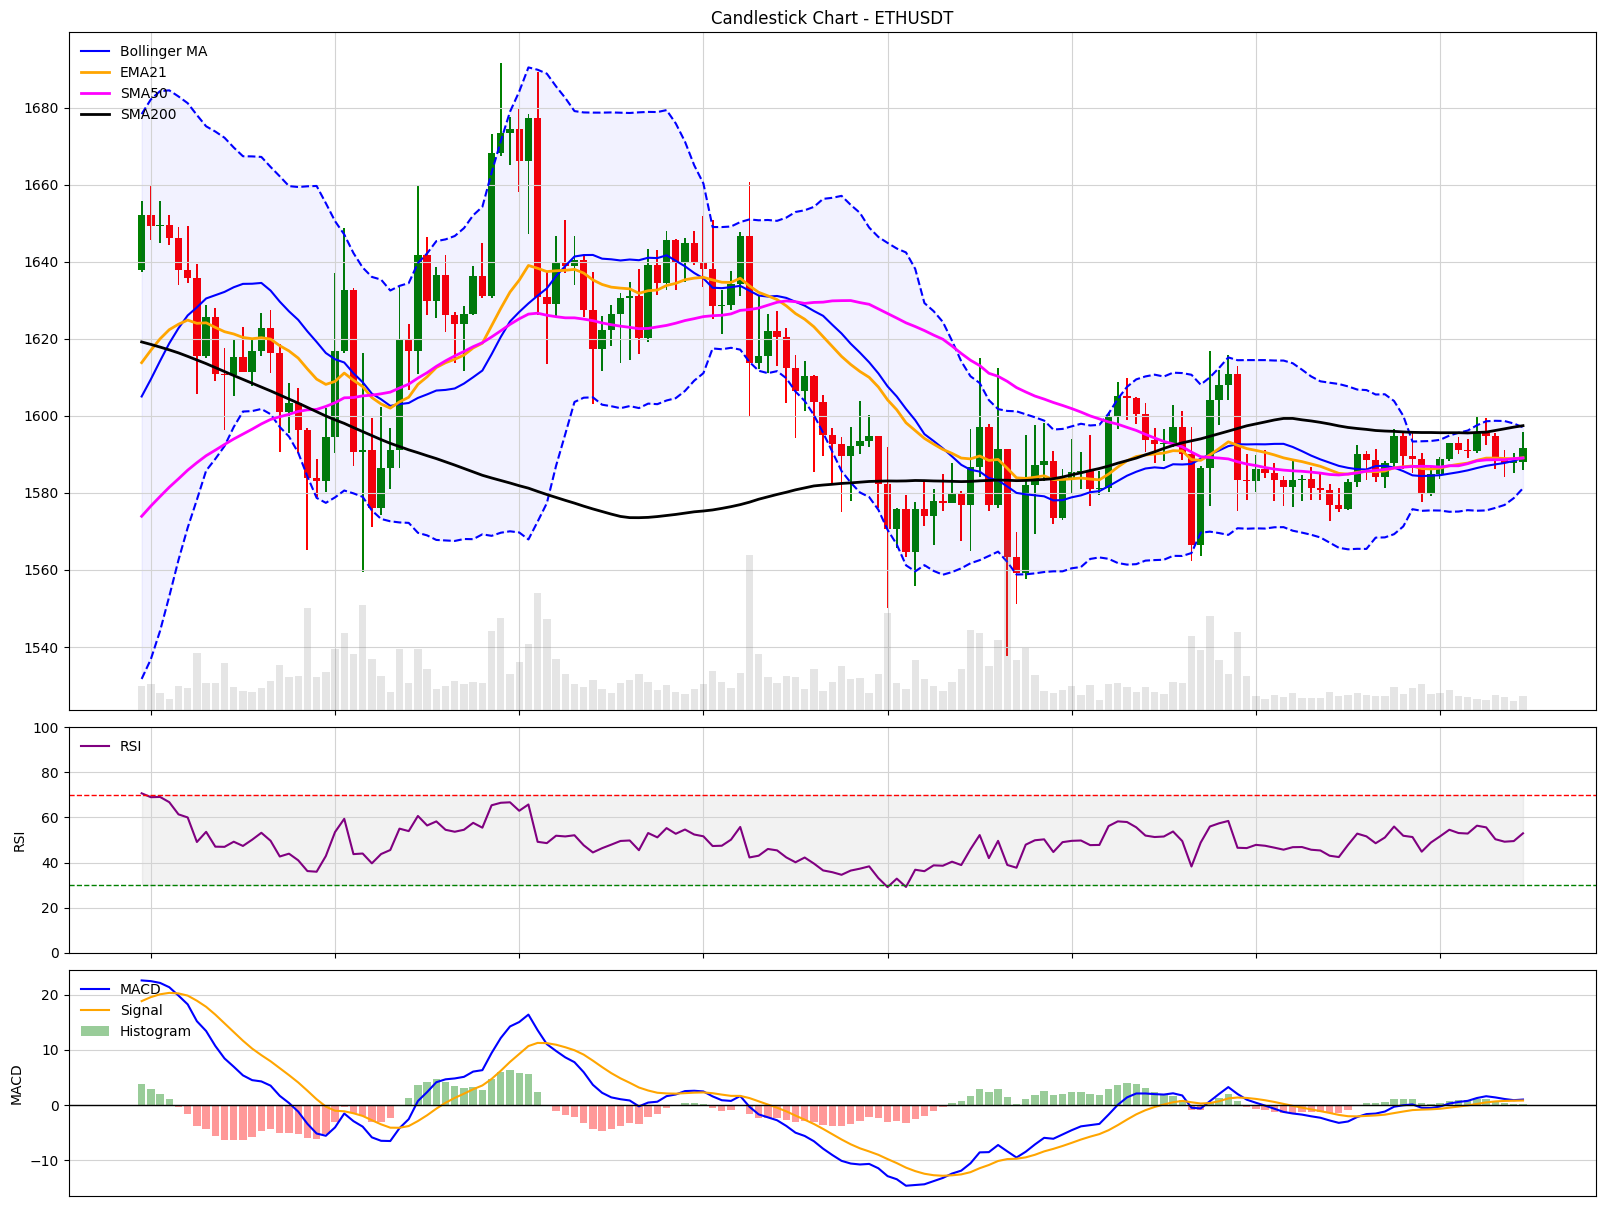 Candlestick Chart - ETHUSDT
Bollinger MA
EMA21
SMA50
SMA200
1680
1660
1640
1620
1600
1580
1560
1540
100
80
60
40
20
0
RSI
RSI
20
10
0
−10
MACD
MACD
Signal
Histogram